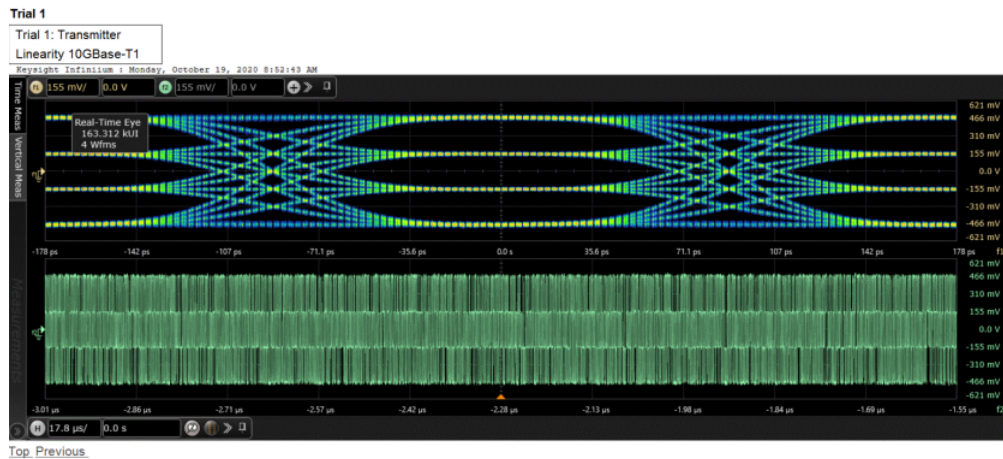 Trial 1
Trial 1: Transmitter
Linearity 10GBase-T1
Keysight Infiniium : Monday, October 19, 2020 8:52:43 AM
Time Meas
Vertical Meas
Measurements
f1 155 mV/ 0.0 V f2 155 mV/ 0.0 V
Real-Time Eye
163.312 kUI
4 Wfms
621 mV
466 mV
310 mV
155 mV
0.0 V
-155 mV
-310 mV
-466 mV
-621 mV
-178 ps -142 ps -107 ps -71.1 ps -35.6 ps 0.0 s 35.6 ps 71.1 ps 107 ps 142 ps 178 ps f1
621 mV
466 mV
310 mV
155 mV
0.0 V
-155 mV
-310 mV
-466 mV
-621 mV
-3.01 µs -2.86 µs -2.71 µs -2.57 µs -2.42 µs -2.28 µs -2.13 µs -1.98 µs -1.84 µs -1.69 µs -1.55 µs f2
H 17.8 µs/ 0.0 s
Top Previous